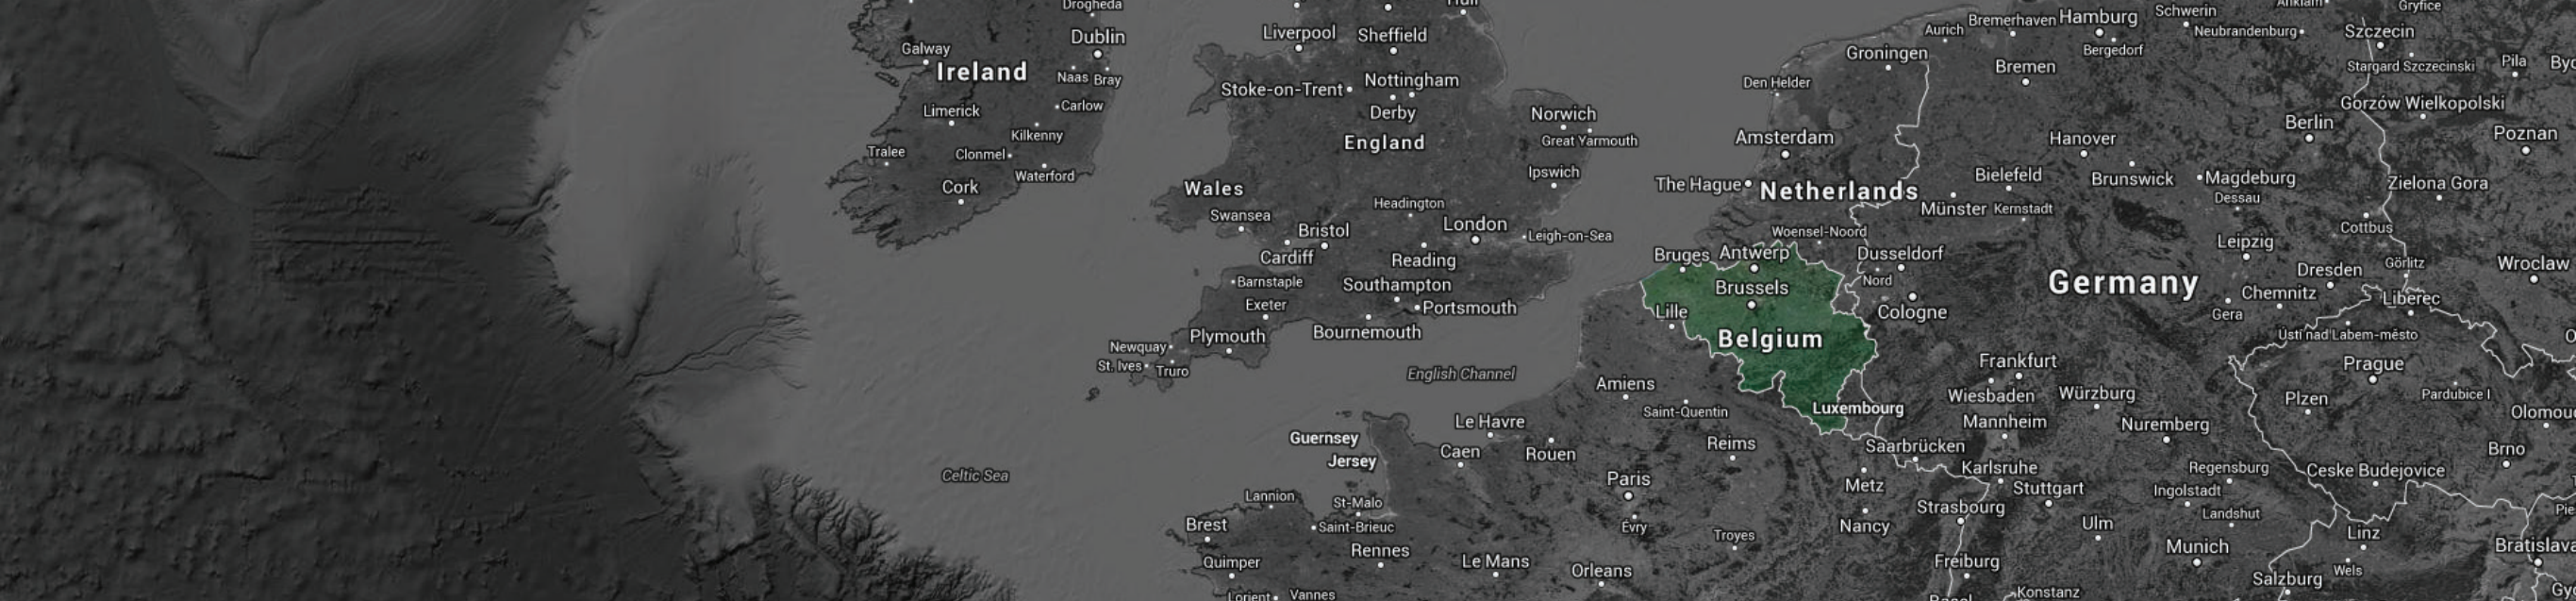 Drogheda
Gryfice
Schwerin
Dublin
Liverpool
Sheffield
Bremerhaven
Hamburg
Aurich
Neubrandenburg
Szczecin
Galway
Groningen
Bergedorf
Ireland
Naas
Bray
Stoke-on-Trent
Nottingham
Den Helder
Bremen
Stargard Szczecinski
Pila
Limerick
Carlow
Derby
Norwich
Gorzów Wielkopolski
Kilkenny
England
Great Yarmouth
Amsterdam
Hanover
Berlin
Poznan
Tralee
Clonmel
Waterford
Ipswich
Cork
Wales
The Hague
Netherlands
Bielefeld
Brunswick
Magdeburg
Zielona Gora
Swansea
Headington
Münster
Kernstadt
Dessau
Bristol
London
Leigh-on-Sea
Woensel-Noord
Cottbus
Cardiff
Reading
Bruges
Antwerp
Dusseldorf
Leipzig
Barnstaple
Southampton
Brussels
Nord
Germany
Dresden
Görlitz
Wroclaw
Exeter
Portsmouth
Lille
Cologne
Chemnitz
Liberec
Gera
Plymouth
Bournemouth
Belgium
Ústí nad Labem-město
Newquay
St. Ives
Truro
English Channel
Amiens
Frankfurt
Prague
Saint-Quentin
Luxembourg
Wiesbaden
Würzburg
Plzen
Pardubice I
Guernsey
Le Havre
Mannheim
Nuremberg
Jersey
Caen
Rouen
Reims
Saarbrücken
Brno
Celtic Sea
Paris
Metz
Karlsruhe
Regensburg
Ceske Budejovice
Lannion
St-Malo
Strasbourg
Stuttgart
Ingolstadt
Brest
Saint-Brieuc
Évry
Troyes
Nancy
Ulm
Landshut
Linz
Quimper
Rennes
Le Mans
Orleans
Freiburg
Munich
Salzburg
Wels
Bratislava
Lorient
Vannes
Konstanz